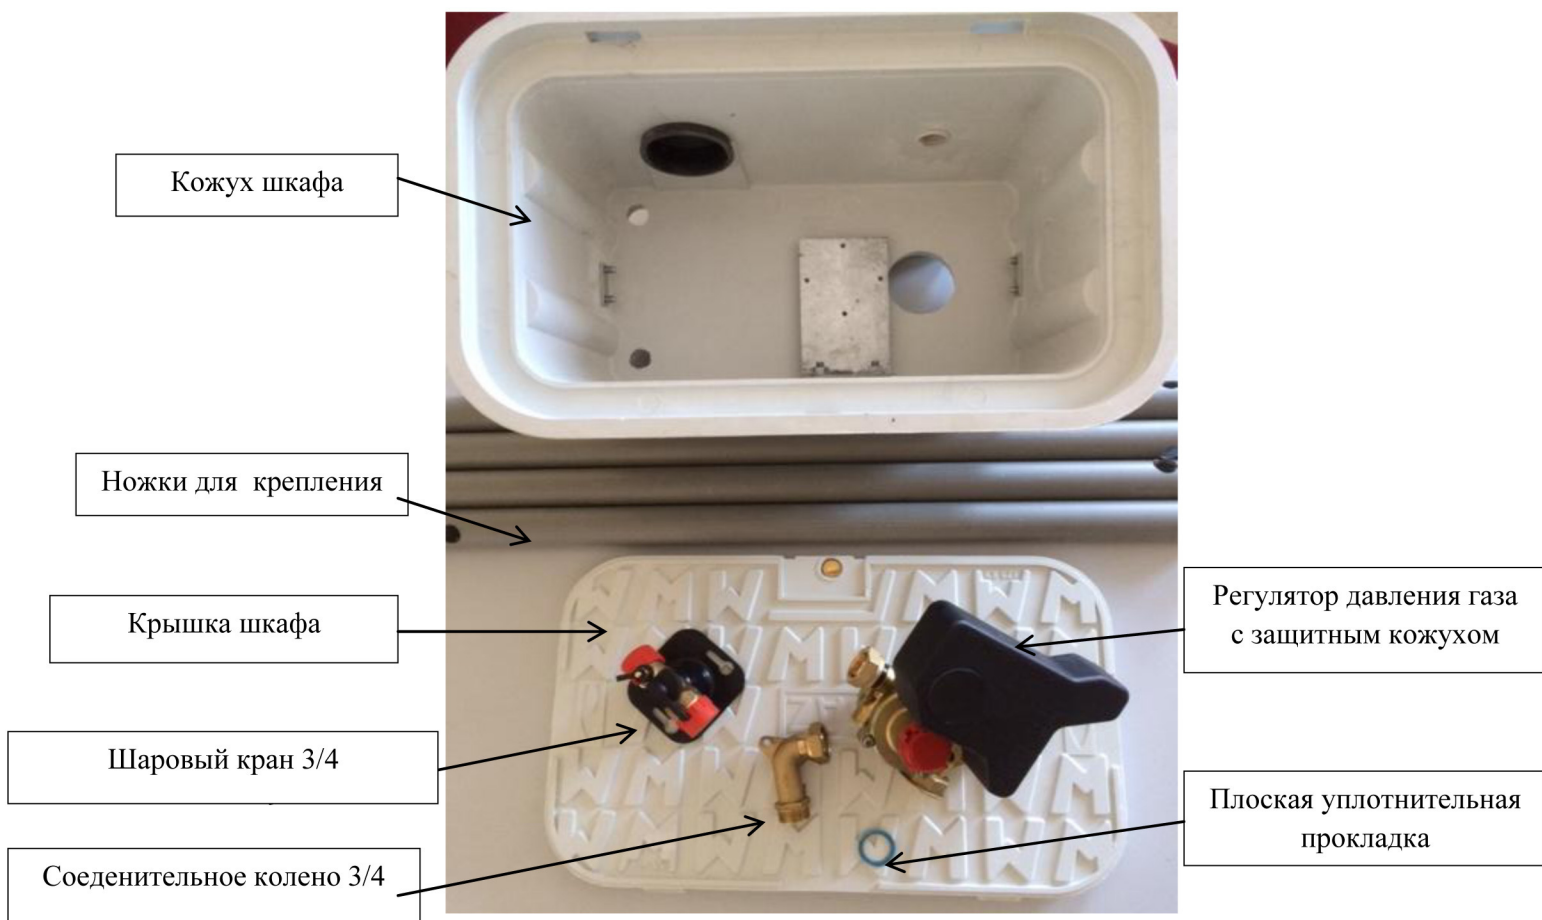 Кожух шкафа
Ножки для крепления
Крышка шкафа
Шаровый кран 3/4
Соеденительное колено 3/4
Регулятор давления газа
с защитным кожухом
Плоская уплотнительная
прокладка